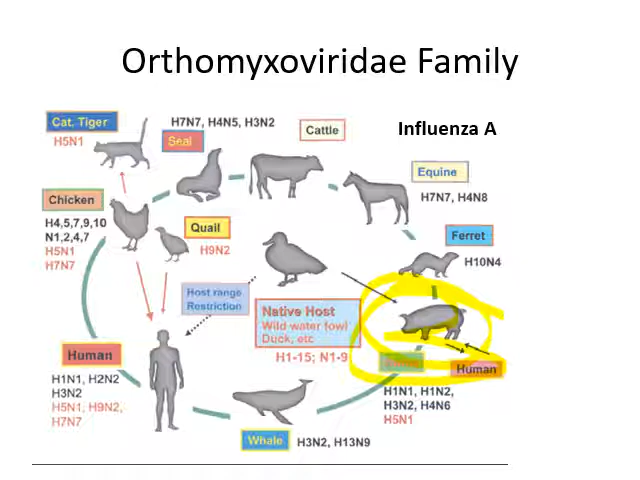 Orthomyxoviridae Family
Influenza A
Cat, Tiger
H5N1
Seal
H7N7, H4N5, H3N2
Cattle
Equine
H7N7, H4N8
Chicken
H4,5,7,9,10
N1,2,4,7
H5N1
H7N7
Quail
H9N2
Ferret
H10N4
Host range
Restriction
Native Host
Wild water fowl
Duck, etc
H1-15; N1-9
Human
H1N1, H2N2
H3N2
H5N1, H9N2,
H7N7
Human
H1N1, H1N2,
H3N2, H4N6
H5N1
Whale
H3N2, H13N9